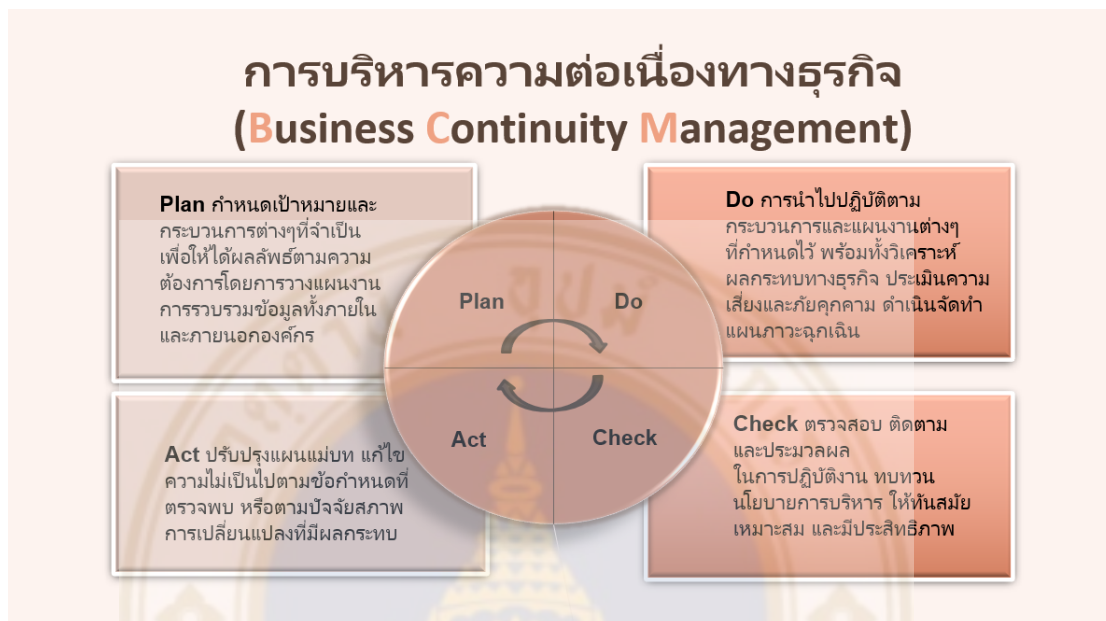 การบริหารความต่อเนื่องทางธุรกิจ
(Business Continuity Management)
Plan กำหนดเป้าหมายและ
กระบวนการต่างๆที่จำเป็น
เพื่อให้ได้ผลลัพธ์ตามความ
ต้องการโดยการวางแผนงาน
การรวบรวมข้อมูลทั้งภายใน
และภายนอกองค์กร
Do การนำไปปฏิบัติตาม
กระบวนการและแผนงานต่างๆ
ที่กำหนดไว้ พร้อมทั้งวิเคราะห์
ผลกระทบทางธุรกิจ ประเมินความ
เสี่ยงและภัยคุกคาม ดำเนินจัดทำ
แผนภาวะฉุกเฉิน
Plan
Do
Act
Check
Act ปรับปรุงแผนแม่บท แก้ไข
ความไม่เป็นไปตามข้อกำหนดที่
ตรวจพบ หรือตามปัจจัยสภาพ
การเปลี่ยนแปลงที่มีผลกระทบ
Check ตรวจสอบ ติดตาม
และประมวลผล
ในการปฏิบัติงาน ทบทวน
นโยบายการบริหาร ให้ทันสมัย
เหมาะสม และมีประสิทธิภาพ